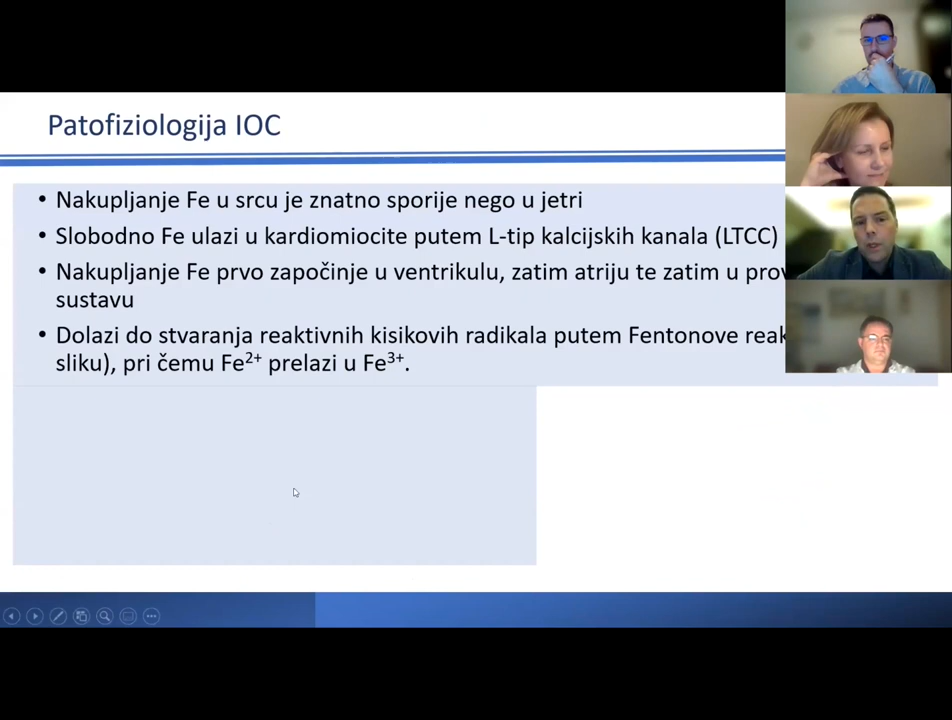 Patofiziologija IOC
• Nakupljanje Fe u srcu je znatno sporije nego u jetri
• Slobodno Fe ulazi u kardiomiocite putem L-tip kalcijskih kanala (LTCC)
• Nakupljanje Fe prvo započinje u ventrikulu, zatim atriju te zatim u
sustavu
• Dolazi do stvaranja reaktivnih kisikovih radikala putem Fentonove
sliku), pri čemu Fe²⁺ prelazi u Fe³⁺.